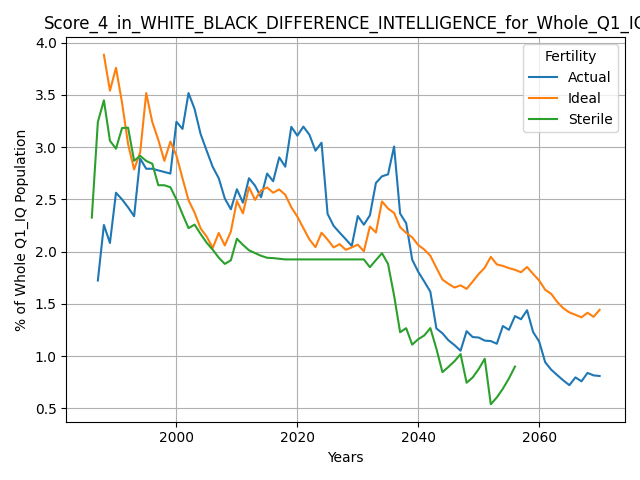 Score_4_in_WHITE_BLACK_DIFFERENCE_INTELLIGENCE_for_Whole_Q1_IQ
4.0
3.5
3.0
2.5
2.0
1.5
1.0
0.5
% of Whole Q1_IQ Population
Fertility
Actual
Ideal
Sterile
2000
2020
2040
2060
Years